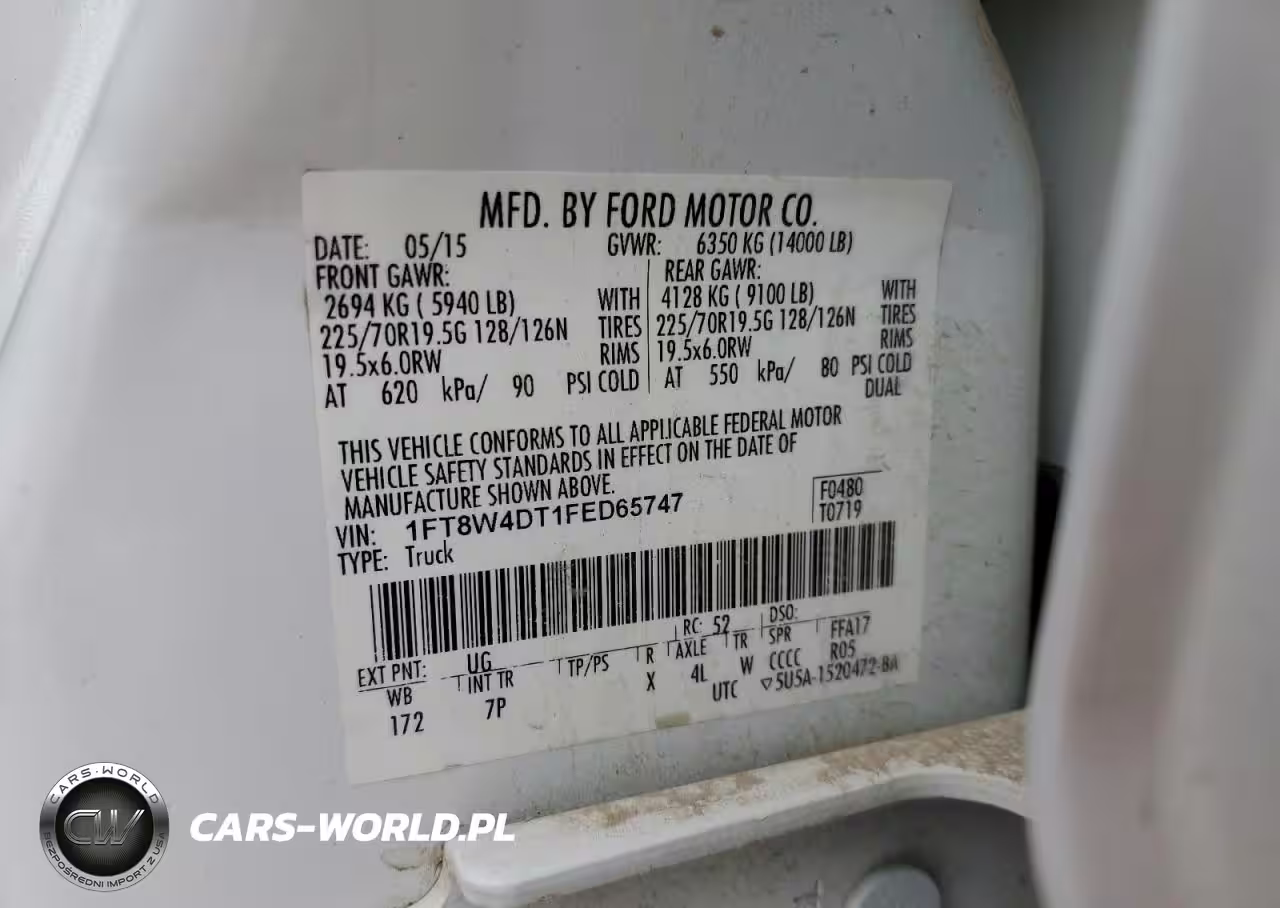 MFD. BY FORD MOTOR CO.
DATE: 05/15 GVWR: 6350 KG (14000 LB)
FRONT GAWR: REAR GAWR:
2694 KG ( 5940 LB) WITH 4128 KG ( 9100 LB) WITH
225/70R19.5G 128/126N TIRES 225/70R19.5G 128/126N TIRES
19.5x6.0RW RIMS 19.5x6.0RW RIMS
AT 620 kPa/ 90 PSI COLD AT 550 kPa/ 80 PSI COLD
DUAL
THIS VEHICLE CONFORMS TO ALL APPLICABLE FEDERAL MOTOR
VEHICLE SAFETY STANDARDS IN EFFECT ON THE DATE OF
MANUFACTURE SHOWN ABOVE.
F0480
VIN: 1FT8W4DT1FED65747
T0719
TYPE: Truck
RC: 52 DSO:
EXT PNT: UG FFA17
WB INT TR TP/PS R AXLE TR SPR R05
172 7P X 4L W CCCC
UTC ▽5U5A-1520472-BA
CARS-WORLD
CW
BEZPOŚREDNI IMPORT Z USA
CARS-WORLD.PL